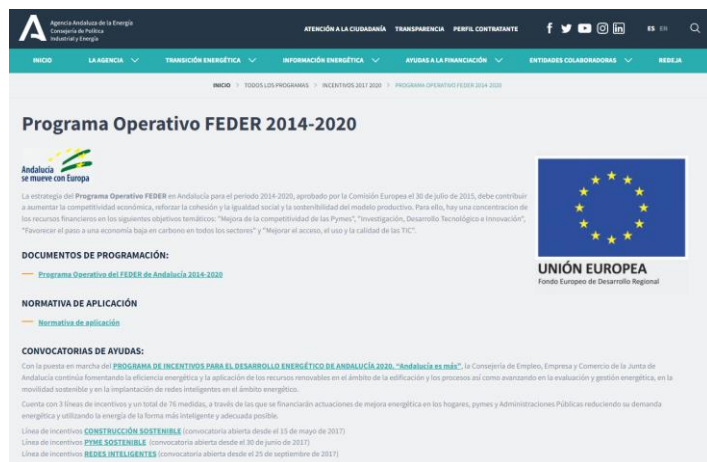 Agencia Andaluza de la Energía
Consejería de Política
Industrial y Energía
ATENCIÓN A LA CIUDADANÍA TRANSPARENCIA PERFIL CONTRATANTE
ES EN
INICIO LA AGENCIA TRANSICIÓN ENERGÉTICA INFORMACIÓN ENERGÉTICA AYUDAS A LA FINANCIACIÓN ENTIDADES COLABORADORAS REDEJA
INICIO > TODOS LOS PROGRAMAS > INCENTIVOS 2017 2020 > PROGRAMA OPERATIVO FEDER 2014-2020
Programa Operativo FEDER 2014-2020
Andalucía
se mueve con Europa
La estrategia del Programa Operativo FEDER en Andalucía para el periodo 2014-2020, aprobado por la Comisión Europea el 30 de julio de 2015, debe contribuir
a aumentar la competitividad económica, reforzar la cohesión y la igualdad social y la sostenibilidad del modelo productivo. Para ello, hay una concentracion de
los recursos financieros en los siguientes objetivos temáticos: "Mejora de la competitividad de las Pymes", "Investigación, Desarrollo Tecnológico e Innovación",
"Favorecer el paso a una economía baja en carbono en todos los sectores" y "Mejorar el acceso, el uso y la calidad de las TIC".
UNIÓN EUROPEA
Fondo Europeo de Desarrollo Regional
DOCUMENTOS DE PROGRAMACIÓN:
Programa Operativo del FEDER de Andalucía 2014-2020
NORMATIVA DE APLICACIÓN
Normativa de aplicación
CONVOCATORIAS DE AYUDAS:
Con la puesta en marcha del PROGRAMA DE INCENTIVOS PARA EL DESARROLLO ENERGÉTICO DE ANDALUCÍA 2020, "Andalucía es más", la Consejería de Empleo, Empresa y Comercio de la Junta de
Andalucía continúa fomentando la eficiencia energética y la aplicación de los recursos renovables en el ámbito de la edificación y los procesos así como avanzando en la evaluación y gestión energética, en la
movilidad sostenible y en la implantación de redes inteligentes en el ámbito energético.
Cuenta con 3 líneas de incentivos y un total de 76 medidas, a través de las que se financiarán actuaciones de mejora energética en los hogares, pymes y Administraciones Públicas reduciendo su demanda
energética y utilizando la energía de la forma más inteligente y adecuada posible.
Línea de incentivos CONSTRUCCIÓN SOSTENIBLE (convocatoria abierta desde el 15 de mayo de 2017)
Línea de incentivos PYME SOSTENIBLE (convocatoria abierta desde el 30 de junio de 2017)
Línea de incentivos REDES INTELIGENTES (convocatoria abierta desde el 25 de septiembre de 2017)